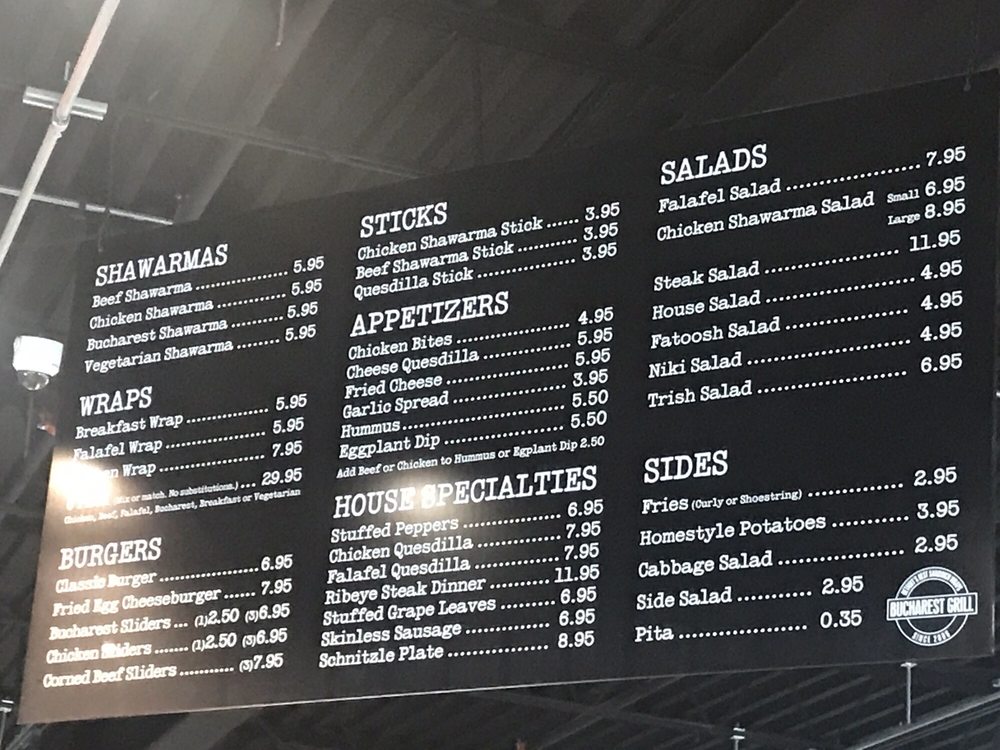 SHAWARMAS
Beef Shawarma ................ 5.95
Chicken Shawarma ............ 5.95
Bucharest Shawarma ......... 5.95
Vegetarian Shawarma ........ 5.95
WRAPS
Breakfast Wrap ............... 5.95
Falafel Wrap .................. 5.95
Wrap .................. 7.95
(Mix or match. No substitutions.) ... 29.95
Chicken, Beef, Falafel, Bucharest, Breakfast or Vegetarian
BURGERS
Classic Burger .................. 6.95
Fried Egg Cheeseburger ...... 7.95
Bucharest Sliders ... (1)2.50 (3)6.95
Chicken Sliders ....... (1)2.50 (3)6.95
Corned Beef Sliders ........... (3)7.95
STICKS
Chicken Shawarma Stick ...... 3.95
Beef Shawarma Stick ........... 3.95
Quesdilla Stick .................. 3.95
APPETIZERS
Chicken Bites .................... 4.95
Cheese Quesdilla ................ 5.95
Fried Cheese ..................... 5.95
Garlic Spread .................... 3.95
Hummus............................ 5.50
Eggplant Dip ..................... 5.50
Add Beef or Chicken to Hummus or Egplant Dip 2.50
HOUSE SPECIALTIES
Stuffed Peppers ................. 6.95
Chicken Quesdilla ............... 7.95
Falafel Quesdilla ................ 7.95
Ribeye Steak Dinner ......... 11.95
Stuffed Grape Leaves .......... 6.95
Skinless Sausage ................ 6.95
Schnitzle Plate .................. 8.95
SALADS
Falafel Salad ...................... 7.95
Chicken Shawarma Salad Small 6.95
Large 8.95
Steak Salad ..................... 11.95
House Salad ....................... 4.95
Fatoosh Salad .................... 4.95
Niki Salad .......................... 4.95
Trish Salad ........................ 6.95
SIDES
Fries (Curly or Shoestring) ............... 2.95
Homestyle Potatoes ............ 3.95
Cabbage Salad ................... 2.95
Side Salad ............ 2.95
Pita ..................... 0.35
BUCHAREST GRILL